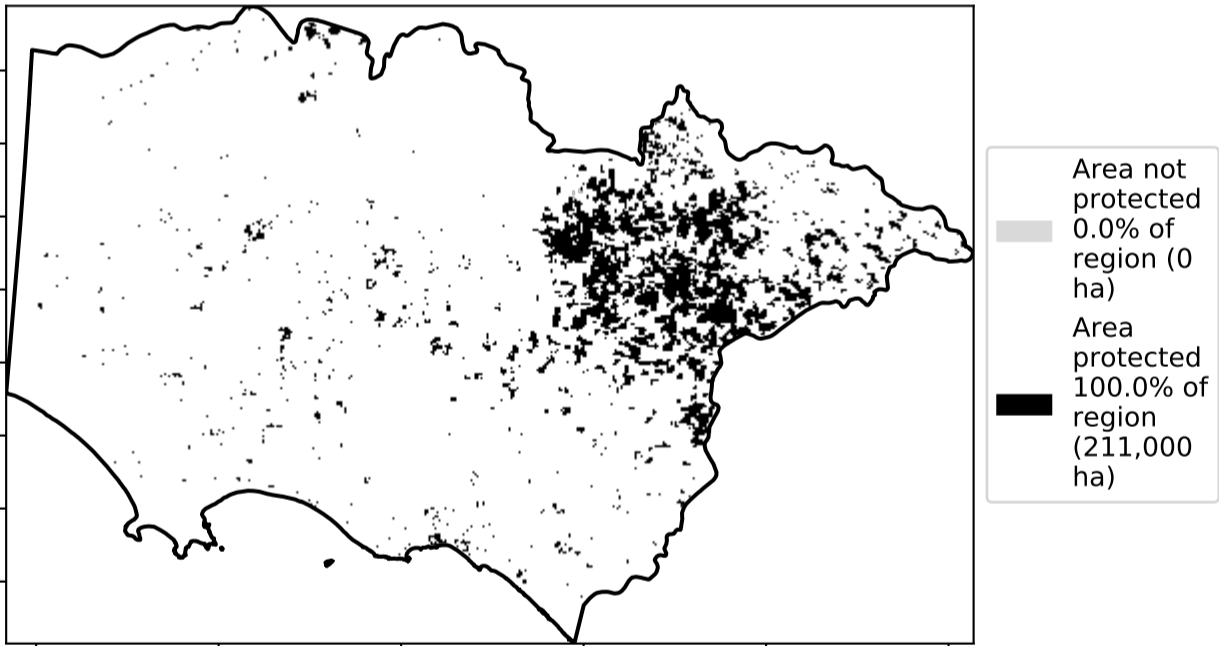 Area not
protected
0.0% of
region (0
ha)
Area
protected
100.0% of
region
(211,000
ha)